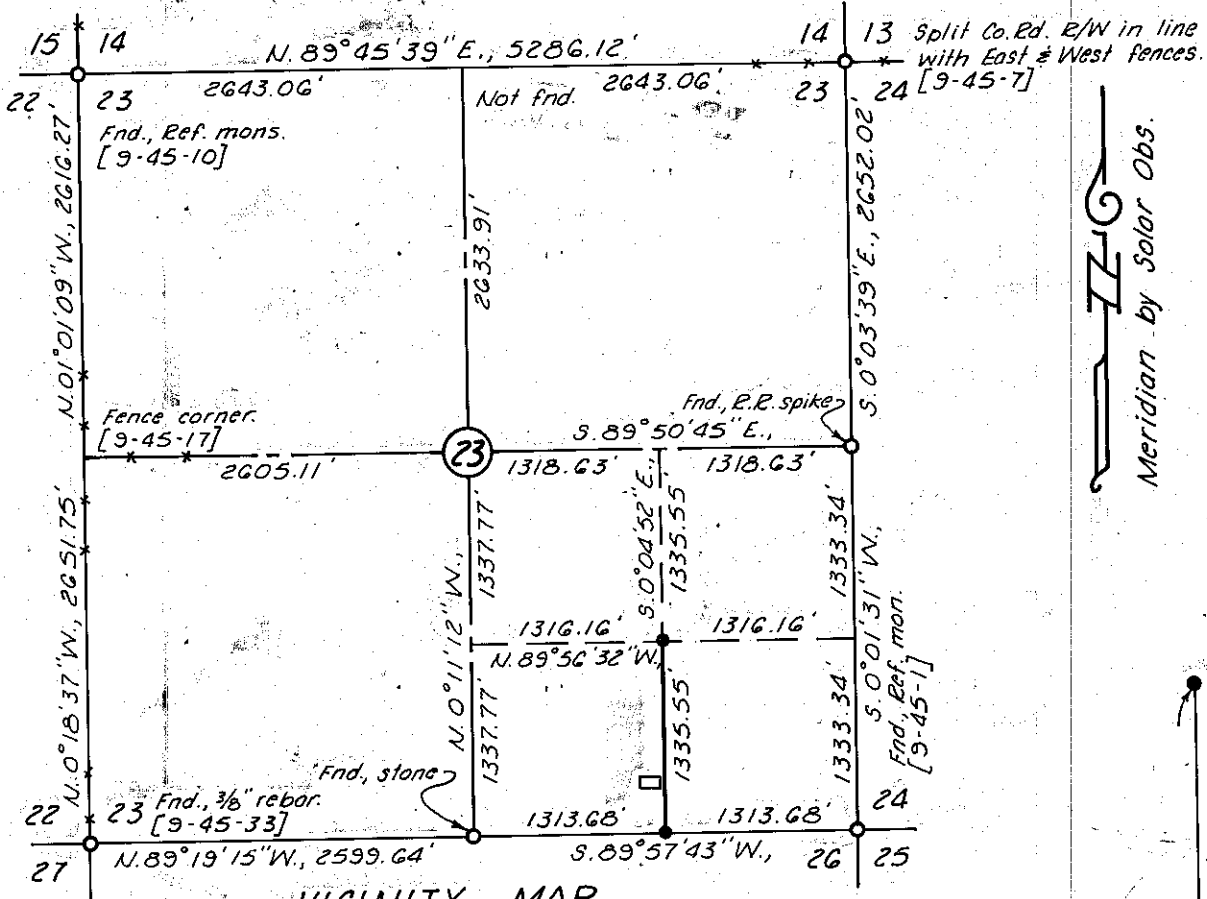 15 14
N. 89°45'39" E., 5286.12'
14 13
Split Co. Rd. R/W in line
with East & West fences.
[9-45-7]
22 23
2643.06'
Not fnd.
2643.06'
23 24
Fnd., Ref. mons.
[9-45-10]
N. 01°01'09" W., 2616.27'
2633.91'
S. 0°03'39" E., 2652.02'
Meridian by Solar Obs.
N
Fence corner.
[9-45-17]
2605.11'
23
Fnd., R.R. spike
S. 89°50'45" E.,
1318.63'
1318.63'
N. 0°18'37" W., 2651.75'
N. 0°11'12" W.,
1337.77'
1337.77'
S. 0°04'52" E.,
1335.55'
1335.55'
1333.34'
1333.34'
S. 0°01'31" W.,
Fnd., Ref. mon.
[9-45-1]
1316.16'
1316.16'
N. 89°56'32" W.,
Fnd., stone
22 23
Fnd., 3/8" rebar.
[9-45-33]
1313.68'
1313.68'
24
27
N. 89°19'15" W., 2599.64'
S. 89°57'43" W.,
26 25
VICINITY MAP